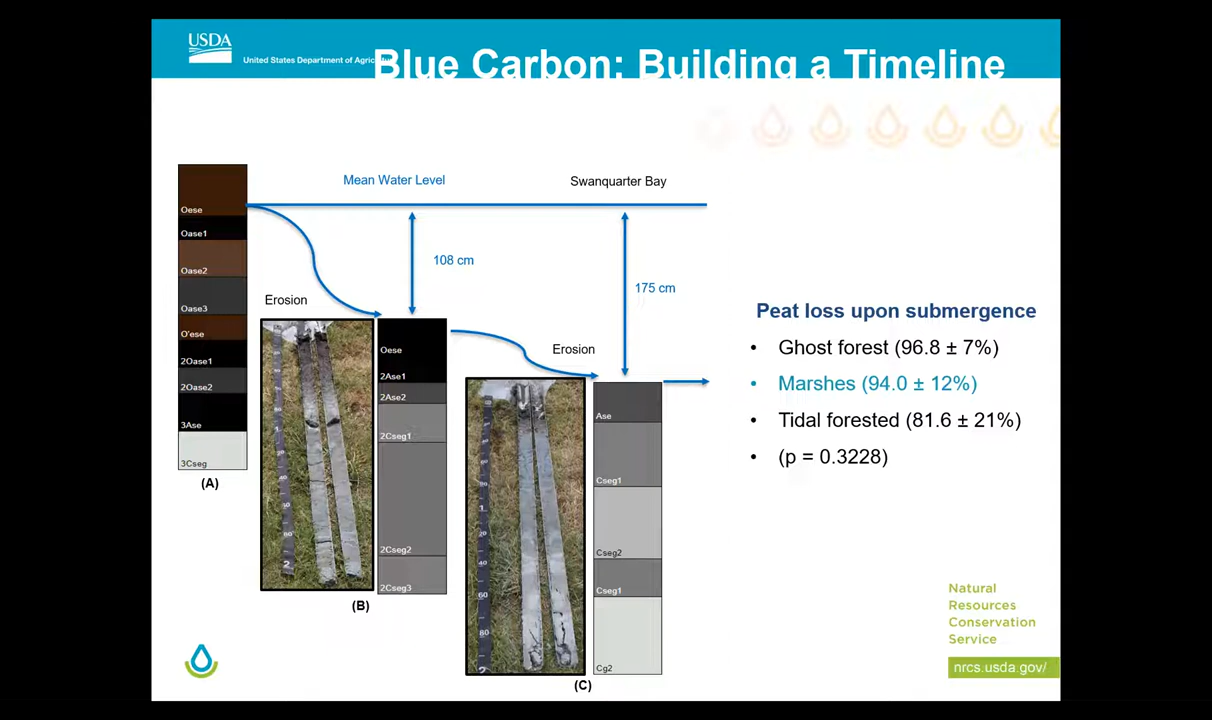 USDA
United States Department of Agricultur
Blue Carbon: Building a Timeline
Mean Water Level
Swanquarter Bay
Oese
Oase1
Oase2
Oase3
O'ese
2Oase1
2Oase2
3Ase
3Cseg
(A)
Erosion
108 cm
Oese
2Ase1
2Ase2
2Cseg1
2Cseg2
2Cseg3
(B)
Erosion
175 cm
Ase
Cseg1
Cseg2
Cseg1
Cg2
(C)
Peat loss upon submergence
• Ghost forest (96.8 ± 7%)
• Marshes (94.0 ± 12%)
• Tidal forested (81.6 ± 21%)
• (p = 0.3228)
Natural
Resources
Conservation
Service
nrcs.usda.gov/